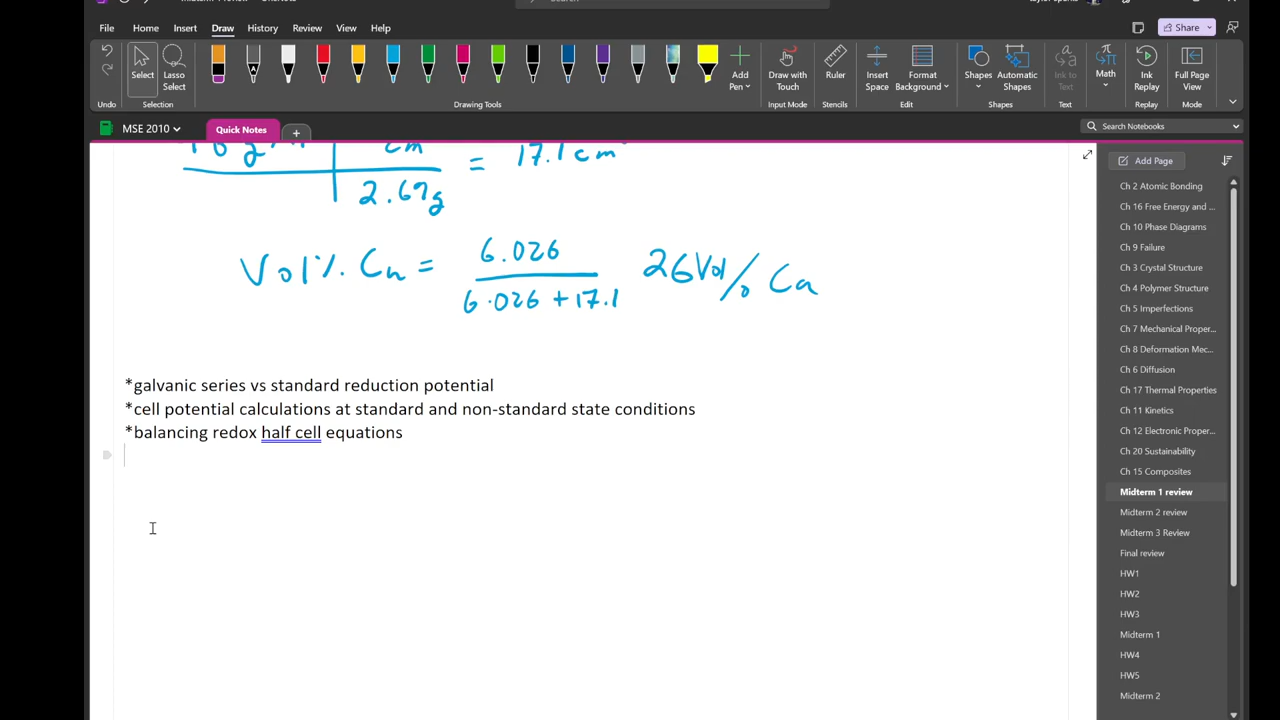 File Home Insert Draw History Review View Help Share
Select Lasso Select Add Pen Draw with Touch Ruler Insert Space Format Background Shapes Automatic Shapes Ink to Text Math Ink Replay Full Page View
Undo Selection Drawing Tools Input Mode Stencils Edit Shapes Text Replay Mode
MSE 2010 Quick Notes + Search Notebooks
= 17.1 cm
2.69g
Vol%. Ca = 6.026 26 Vol% Ca
6.026 + 17.1
*galvanic series vs standard reduction potential
*cell potential calculations at standard and non-standard state conditions
*balancing redox half cell equations
Add Page
Ch 2 Atomic Bonding
Ch 16 Free Energy and ...
Ch 10 Phase Diagrams
Ch 9 Failure
Ch 3 Crystal Structure
Ch 4 Polymer Structure
Ch 5 Imperfections
Ch 7 Mechanical Proper...
Ch 8 Deformation Mec...
Ch 6 Diffusion
Ch 17 Thermal Properties
Ch 11 Kinetics
Ch 12 Electronic Proper...
Ch 20 Sustainability
Ch 15 Composites
Midterm 1 review
Midterm 2 review
Midterm 3 Review
Final review
HW1
HW2
HW3
Midterm 1
HW4
HW5
Midterm 2